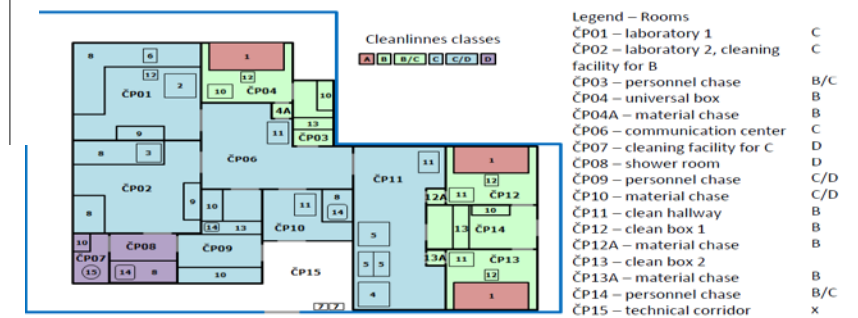 Cleanlinnes classes
A B B/C C C/D D
8 6 1
12 2 12
ČP01 10 ČP04 10
4A 13
9 11 ČP03
8 3 ČP06 11 1
ČP11 12
ČP02 9 12A 11 ČP12
8 10 11 8 10
14 13 ČP10 14 13 ČP14
10 ČP08 ČP09 5 13A 11 ČP13
ČP07 5 5 12
15 14 8 10 ČP15 4 1
7 7
Legend – Rooms
ČP01 – laboratory 1 C
ČP02 – laboratory 2, cleaning C
facility for B
ČP03 – personnel chase B/C
ČP04 – universal box B
ČP04A – material chase B
ČP06 – communication center C
ČP07 – cleaning facility for C D
ČP08 – shower room D
ČP09 – personnel chase C/D
ČP10 – material chase C/D
ČP11 – clean hallway B
ČP12 – clean box 1 B
ČP12A – material chase B
ČP13 – clean box 2
ČP13A – material chase B
ČP14 – personnel chase B/C
ČP15 – technical corridor x